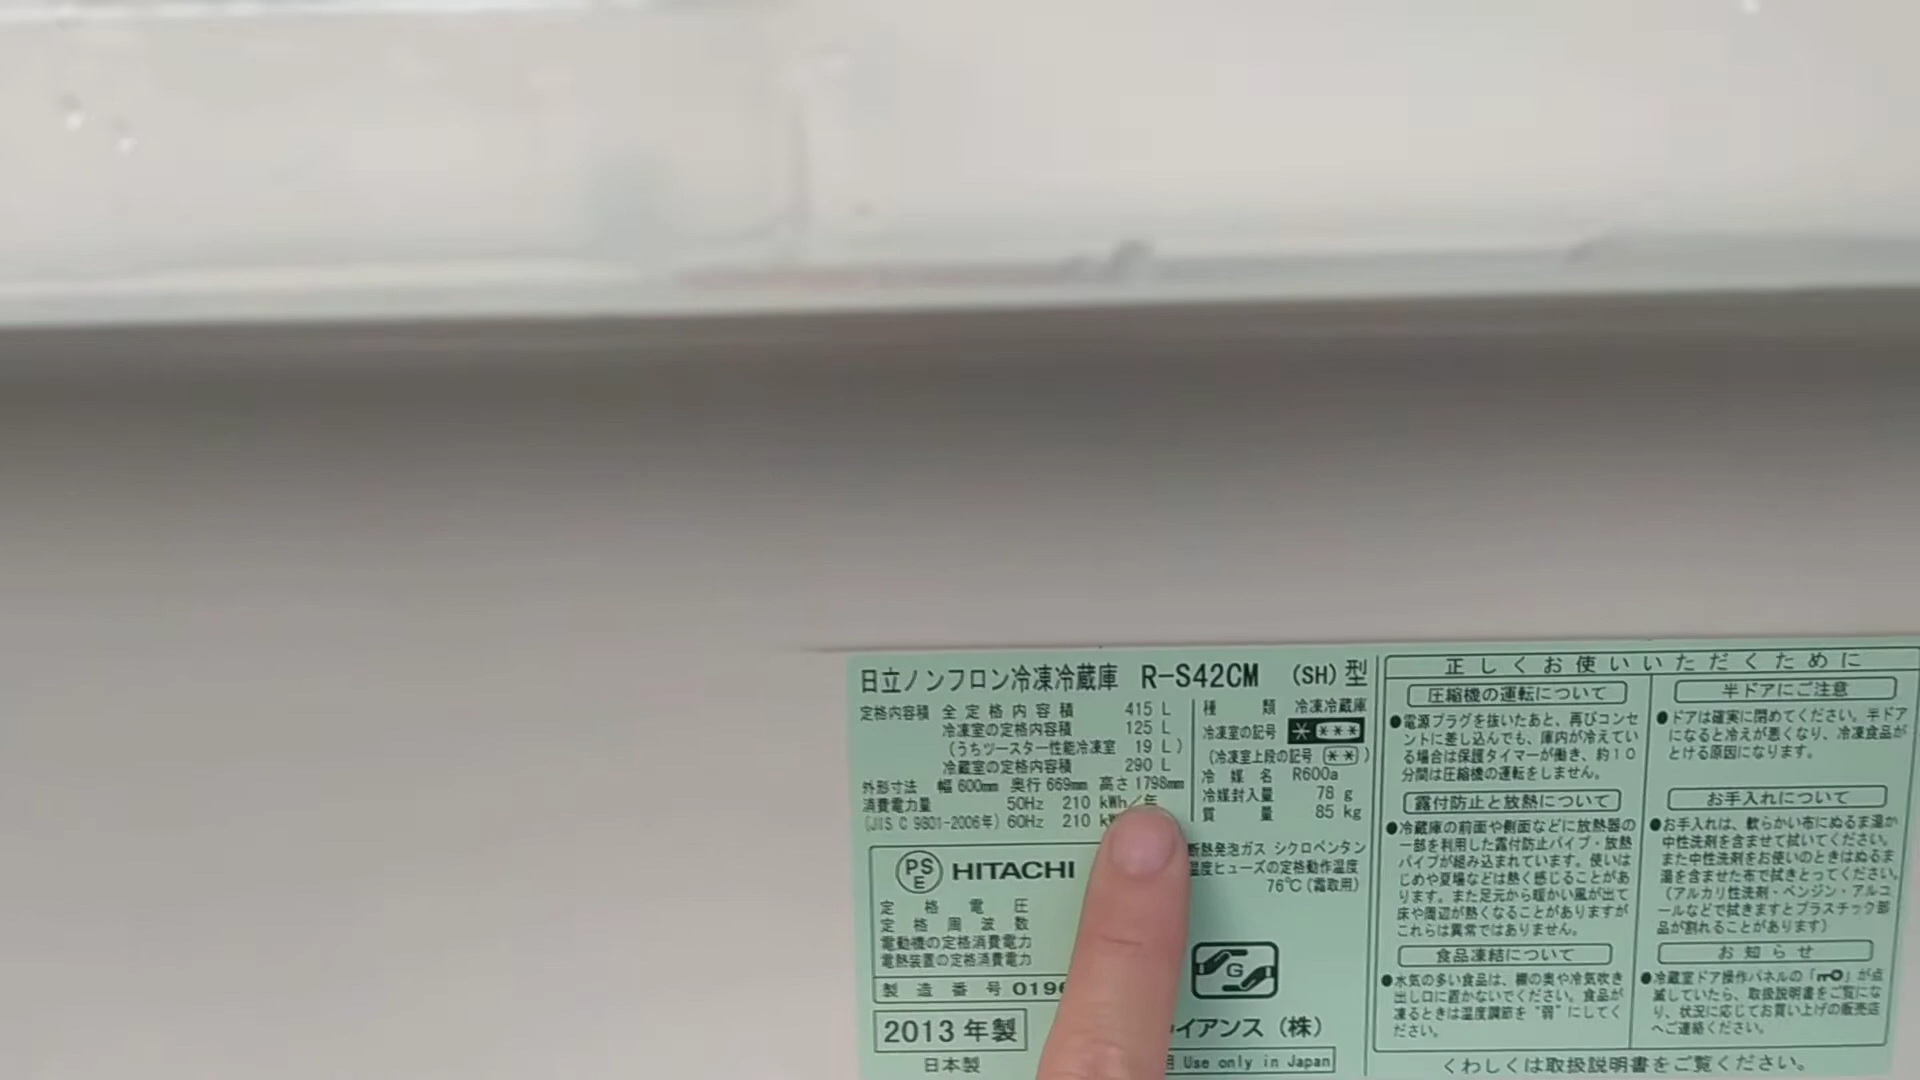 日立ノンフロン冷凍冷蔵庫 R-S42CM (SH)型
定格内容積 全定格内容積 415 L
冷凍室の定格内容積 125 L
(うちツースター性能冷凍室 19 L)
冷蔵室の定格内容積 290 L
外形寸法 幅 600mm 奥行 669mm 高さ 1798mm
消費電力量 50Hz 210 kWh/年
(JIS C 9801-2006年) 60Hz 210
種類 冷凍冷蔵庫
冷凍室の記号 * ***
(冷凍室上段の記号 **)
冷媒名 R600a
冷媒封入量 78 g
質量 85 kg
断熱発泡ガス シクロペンタン
温度ヒューズの定格動作温度
76℃(霜取用)
PS
E HITACHI
定格電圧
定格周波数
電動機の定格消費電力
電熱装置の定格消費電力
製造番号 0196
G
2013年製
イアンス(株)
日本製
Use only in Japan
正しくお使いいただくために
圧縮機の運転について
●電源プラグを抜いたあと、再びコンセ
ントに差し込んでも、庫内が冷えてい
る場合は保護タイマーが働き、約10
分間は圧縮機の運転をしません。
露付防止と放熱について
●冷蔵庫の前面や側面などに放熱器の
一部を利用した露付防止パイプ・放熱
パイプが組み込まれています。使いは
じめや夏場などは熱く感じることがあ
ります。また足元から暖かい風が出て
床や周辺が熱くなることがありますが
これらは異常ではありません。
食品凍結について
●水気の多い食品は、棚の奥や冷気吹き
出し口に置かないでください。食品が
凍るときは温度調節を"弱"にしてく
ださい。
半ドアにご注意
●ドアは確実に閉めてください。半ドア
になると冷えが悪くなり、冷凍食品が
とける原因になります。
お手入れについて
●お手入れは、軟らかい布にぬるま湯か
中性洗剤を含ませて拭いてください。
また中性洗剤をお使いのときはぬるま
湯を含ませた布で拭きとってください。
(アルカリ性洗剤・ベンジン・アルコ
ールなどで拭きますとプラスチック部
品が割れることがあります)
お知らせ
●冷蔵室ドア操作パネルの「」が点
滅していたら、取扱説明書をご覧にな
り、状況に応じてお買い上げの販売店
へご連絡ください。
くわしくは取扱説明書をご覧ください。